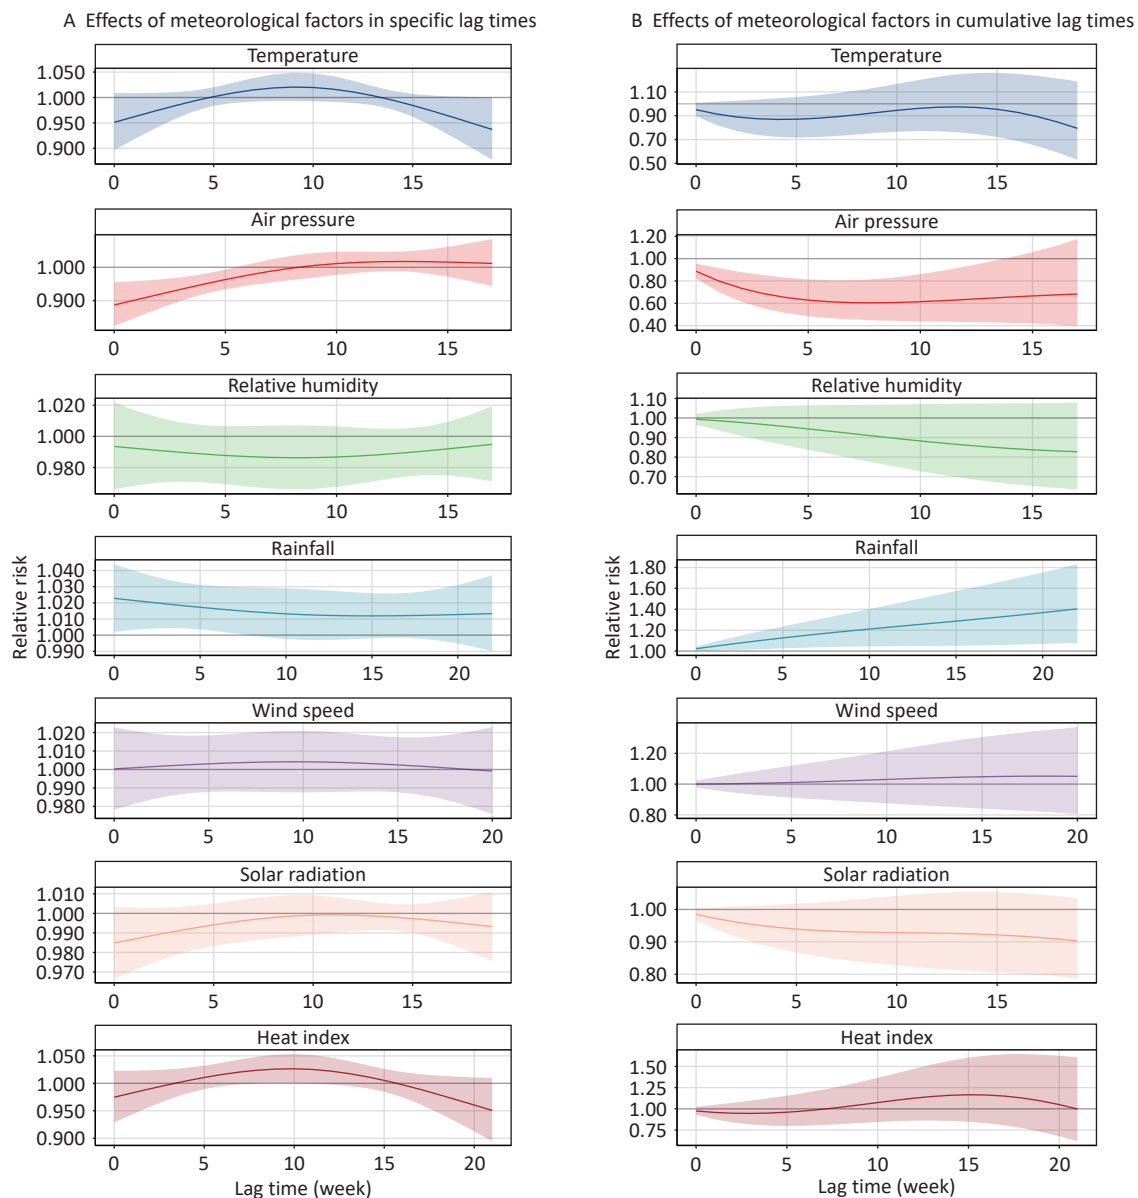 A Effects of meteorological factors in specific lag times
Temperature
1.050
1.000
0.950
0.900
0 5 10 15
Air pressure
1.000
0.900
0 5 10 15
Relative humidity
1.020
1.000
0.980
0 5 10 15
Rainfall
1.040
1.030
1.020
1.010
1.000
0.990
0 5 10 15 20
Wind speed
1.020
1.010
1.000
0.990
0.980
0 5 10 15 20
Solar radiation
1.010
1.000
0.990
0.980
0.970
0 5 10 15
Heat index
1.050
1.000
0.950
0.900
0 5 10 15 20
Relative risk
Lag time (week)
B Effects of meteorological factors in cumulative lag times
Temperature
1.10
0.90
0.70
0.50
0 5 10 15
Air pressure
1.20
1.00
0.80
0.60
0.40
0 5 10 15
Relative humidity
1.10
1.00
0.90
0.80
0.70
0 5 10 15
Rainfall
1.80
1.60
1.40
1.20
1.00
0 5 10 15 20
Wind speed
1.20
1.00
0.80
0 5 10 15 20
Solar radiation
1.00
0.90
0.80
0 5 10 15
Heat index
1.50
1.25
1.00
0.75
0 5 10 15 20
Relative risk
Lag time (week)